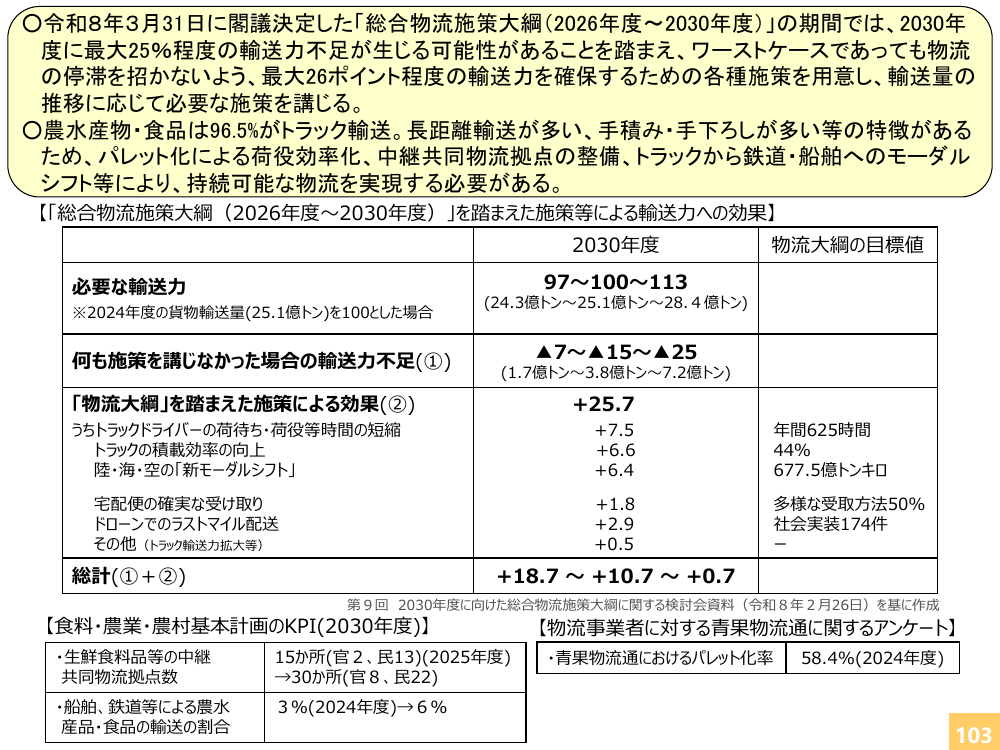 ○令和８年３月31日に閣議決定した「総合物流施策大綱（2026年度～2030年度）」の期間では、2030年
度に最大25％程度の輸送力不足が生じる可能性があることを踏まえ、ワーストケースであっても物流
の停滞を招かないよう、最大26ポイント程度の輸送力を確保するための各種施策を用意し、輸送量の
推移に応じて必要な施策を講じる。
○農水産物・食品は96.5%がトラック輸送。長距離輸送が多い、手積み・手下ろしが多い等の特徴がある
ため、パレット化による荷役効率化、中継共同物流拠点の整備、トラックから鉄道・船舶へのモーダル
シフト等により、持続可能な物流を実現する必要がある。
【「総合物流施策大綱（2026年度～2030年度）」を踏まえた施策等による輸送力への効果】
2030年度 物流大綱の目標値
必要な輸送力 97～100～113
※2024年度の貨物輸送量(25.1億トン)を100とした場合 (24.3億トン～25.1億トン～28.４億トン)
何も施策を講じなかった場合の輸送力不足(①) ▲7～▲15～▲25
(1.7億トン～3.8億トン～7.2億トン)
「物流大綱」を踏まえた施策による効果(②) +25.7
うちトラックドライバーの荷待ち・荷役等時間の短縮 +7.5 年間625時間
トラックの積載効率の向上 +6.6 44%
陸・海・空の「新モーダルシフト」 +6.4 677.5億トンキロ
宅配便の確実な受け取り +1.8 多様な受取方法50%
ドローンでのラストマイル配送 +2.9 社会実装174件
その他（トラック輸送力拡大等） +0.5 －
総計(①＋②) +18.7 ～ +10.7 ～ +0.7
第９回 2030年度に向けた総合物流施策大綱に関する検討会資料（令和８年２月26日）を基に作成
【食料・農業・農村基本計画のKPI(2030年度)】
・生鮮食料品等の中継 15か所(官２、民13)(2025年度)
共同物流拠点数 →30か所(官８、民22)
・船舶、鉄道等による農水 ３％(2024年度)→６％
産品・食品の輸送の割合
【物流事業者に対する青果物流通に関するアンケート】
・青果物流通におけるパレット化率 58.4%(2024年度)
103